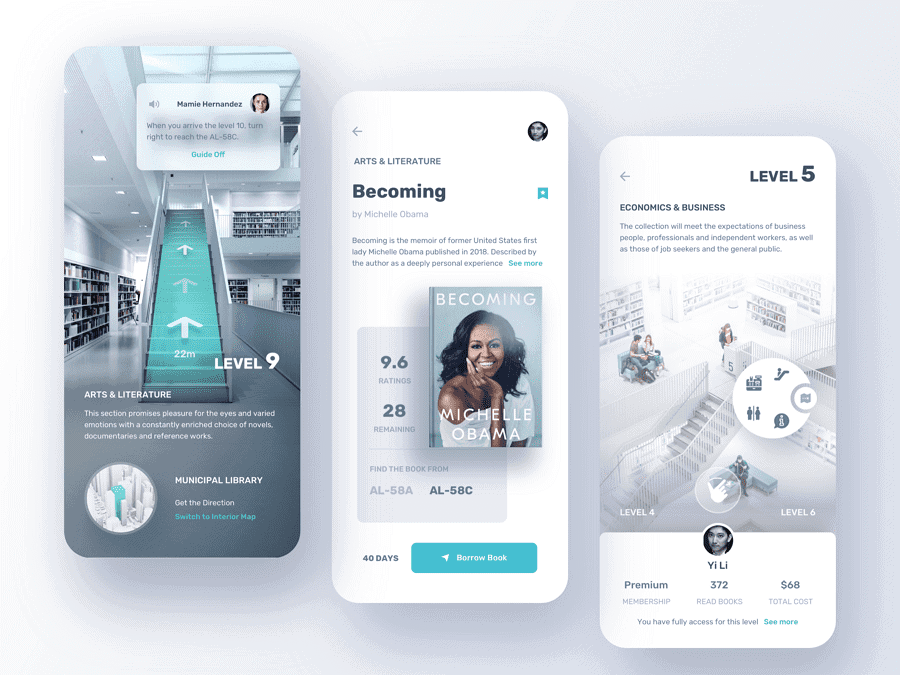 Mamie Hernandez
When you arrive the level 10, turn
right to reach the AL-58C.
Guide Off
22m
LEVEL 9
ARTS & LITERATURE
This section promises pleasure for the eyes and varied
emotions with a constantly enriched choice of novels,
documentaries and reference works.
MUNICIPAL LIBRARY
Get the Direction
Switch to Interior Map
ARTS & LITERATURE
Becoming
by Michelle Obama
Becoming is the memoir of former United States first
lady Michelle Obama published in 2018. Described by
the author as a deeply personal experience See more
BECOMING
MICHELLE
OBAMA
9.6
RATINGS
28
REMAINING
FIND THE BOOK FROM
AL-58A AL-58C
40 DAYS
Borrow Book
LEVEL 5
ECONOMICS & BUSINESS
The collection will meet the expectations of business
people, professionals and independent workers, as well
as those of job seekers and the general public.
5
LEVEL 4
LEVEL 6
Yi Li
Premium
MEMBERSHIP
372
READ BOOKS
$68
TOTAL COST
You have fully access for this level See more